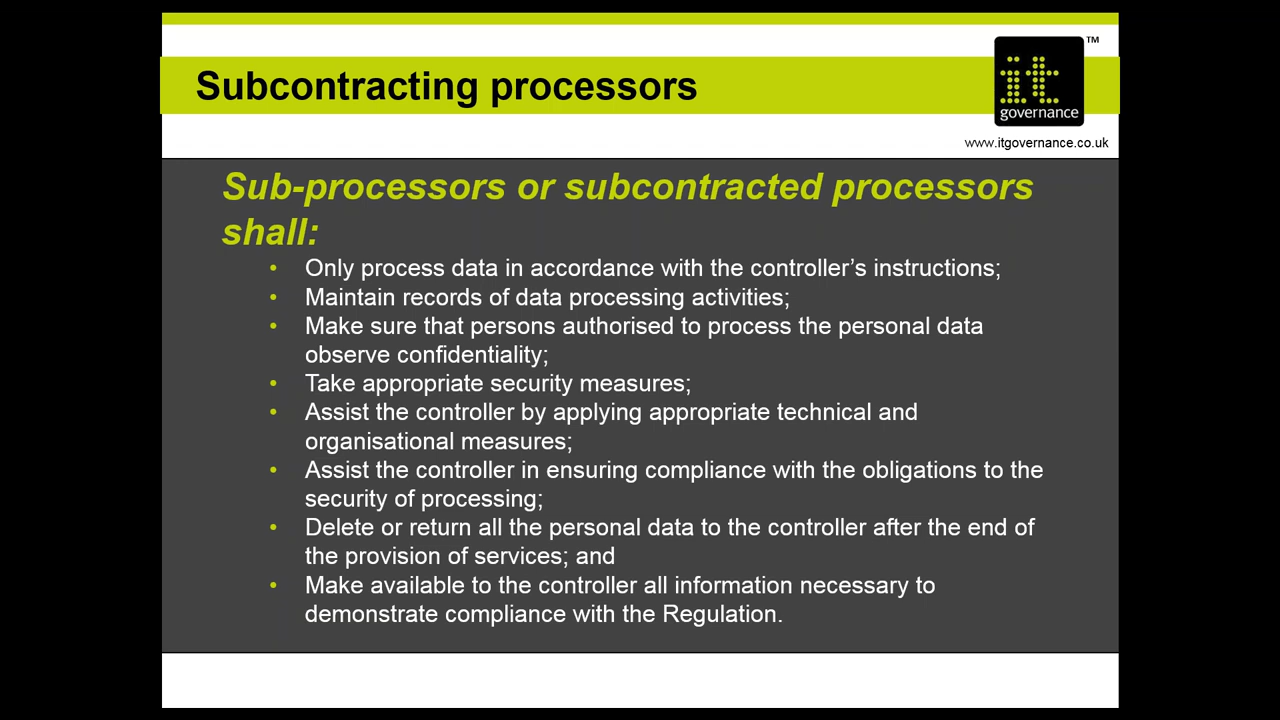 Subcontracting processors
it
governance
™
www.itgovernance.co.uk
Sub-processors or subcontracted processors
shall:
• Only process data in accordance with the controller’s instructions;
• Maintain records of data processing activities;
• Make sure that persons authorised to process the personal data
observe confidentiality;
• Take appropriate security measures;
• Assist the controller by applying appropriate technical and
organisational measures;
• Assist the controller in ensuring compliance with the obligations to the
security of processing;
• Delete or return all the personal data to the controller after the end of
the provision of services; and
• Make available to the controller all information necessary to
demonstrate compliance with the Regulation.